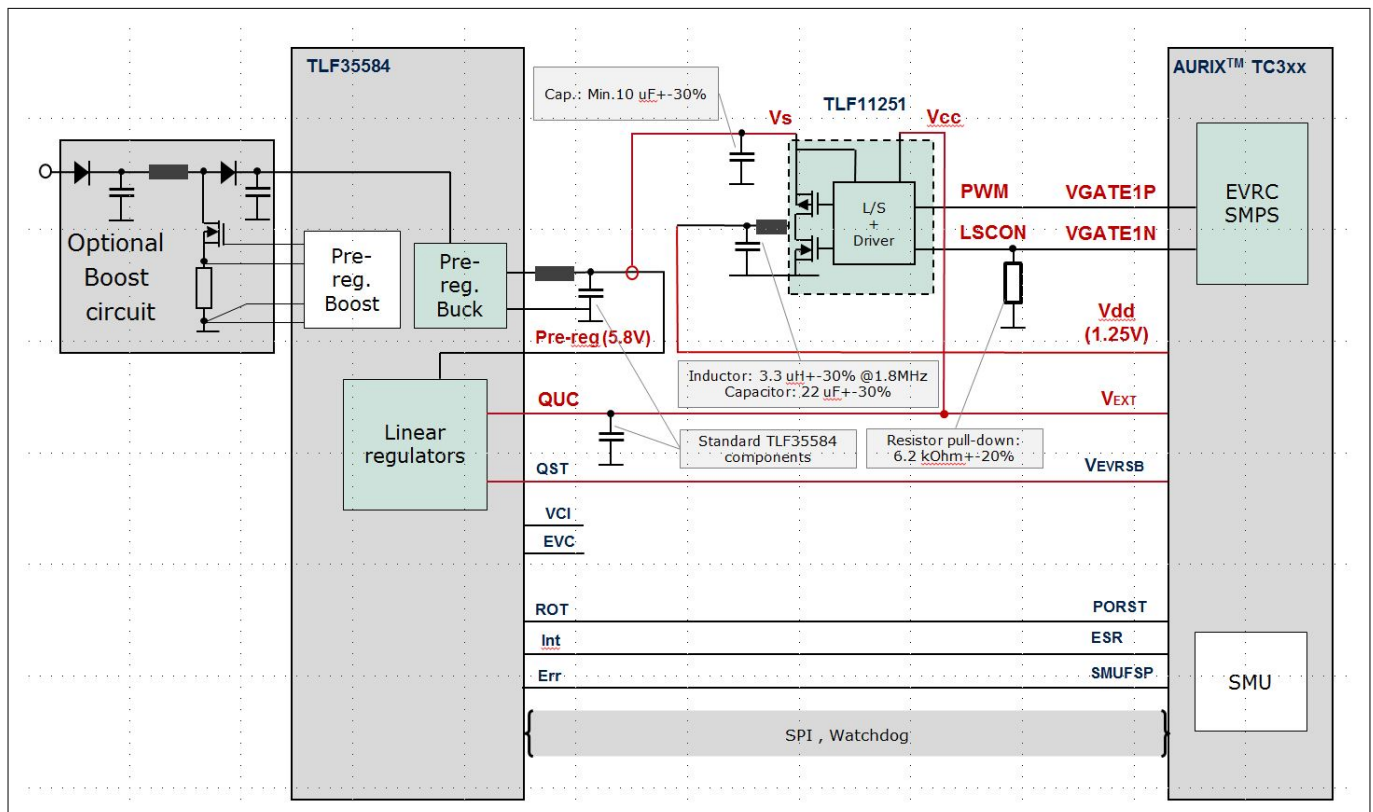 TLF35584
AURIX™ TC3xx
Cap.: Min.10 uF+-30%
TLF11251
Vs
Vcc
L/S
+
Driver
PWM
VGATE1P
LSCON
VGATE1N
EVRC
SMPS
Optional
Boost
circuit
Pre-
reg.
Boost
Pre-
reg.
Buck
Pre-reg (5.8V)
Vdd
(1.25V)
Inductor: 3.3 uH+-30% @1.8MHz
Capacitor: 22 uF+-30%
QUC
VEXT
Linear
regulators
Standard TLF35584
components
Resistor pull-down:
6.2 kOhm+-20%
QST
VEVRSB
VCI
EVC
ROT
PORST
Int
ESR
Err
SMUFSP
SMU
SPI , Watchdog